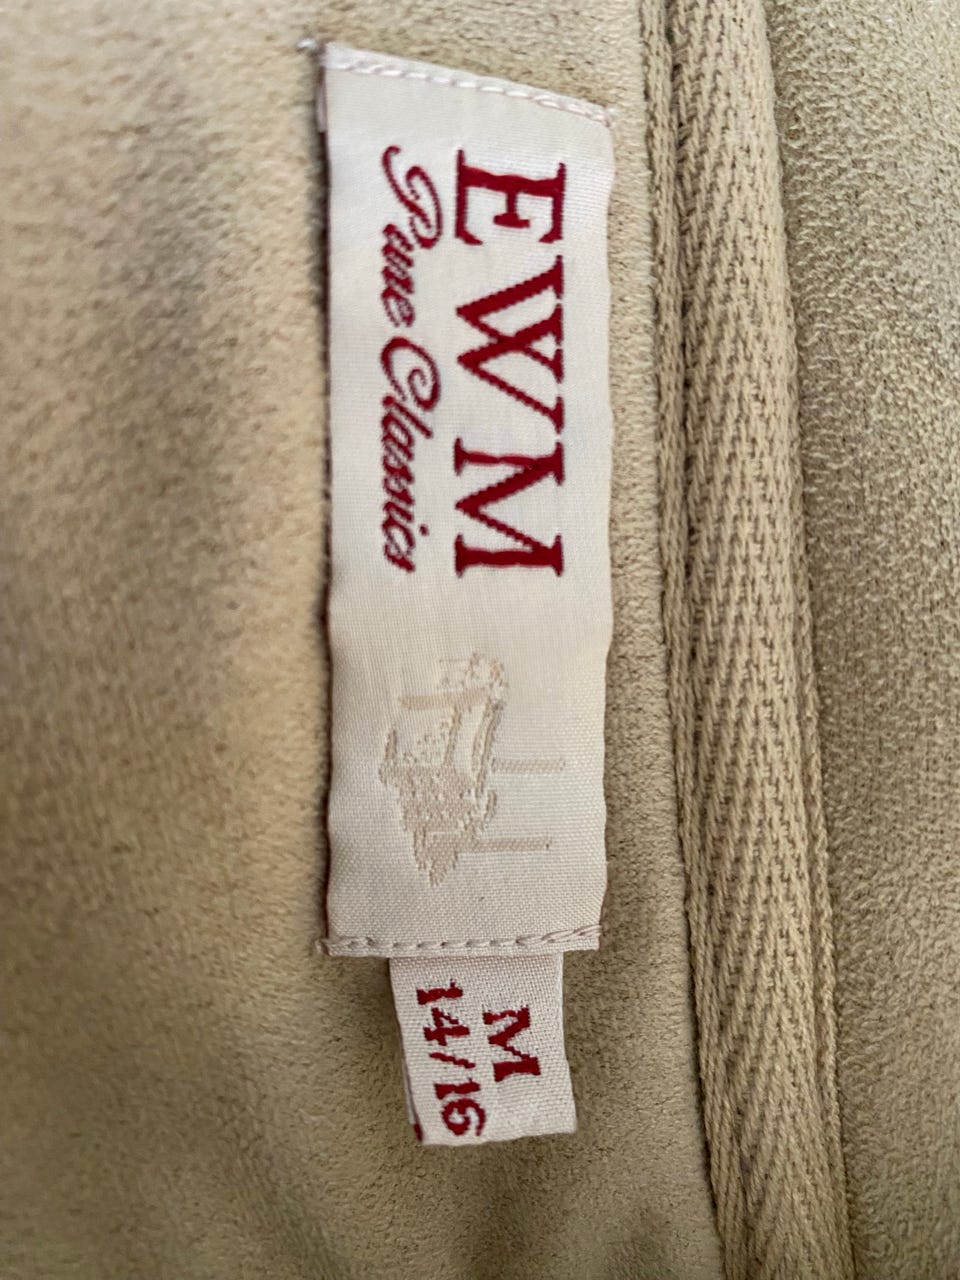 EWM
Pure Classics
M
14/16